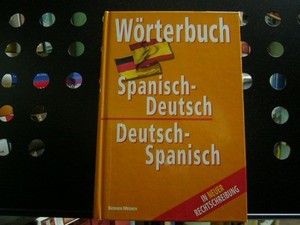 Wörterbuch
Spanisch-
Deutsch
Deutsch-
Spanisch
IN NEUER
RECHTSCHREIBUNG